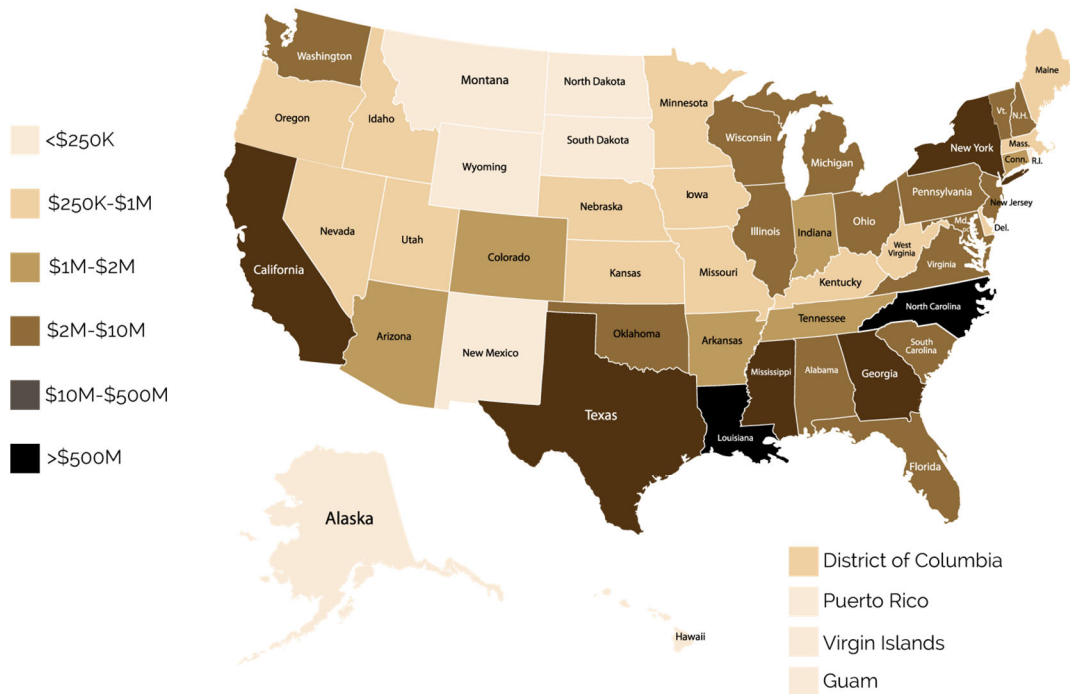 <$250K
$250K-$1M
$1M-$2M
$2M-$10M
$10M-$500M
>$500M
Washington
Montana
North Dakota
Minnesota
Maine
Oregon
Idaho
South Dakota
Wisconsin
Vt.
N.H.
Wyoming
Michigan
New York
Mass.
Conn.
R.I.
Nebraska
Iowa
Pennsylvania
New Jersey
Nevada
Utah
Colorado
Illinois
Indiana
Ohio
Md.
Del.
West
Virginia
Virginia
California
Kansas
Missouri
Kentucky
North Carolina
Arizona
New Mexico
Oklahoma
Arkansas
Tennessee
South
Carolina
Texas
Mississippi
Alabama
Georgia
Louisiana
Florida
Alaska
Hawaii
District of Columbia
Puerto Rico
Virgin Islands
Guam